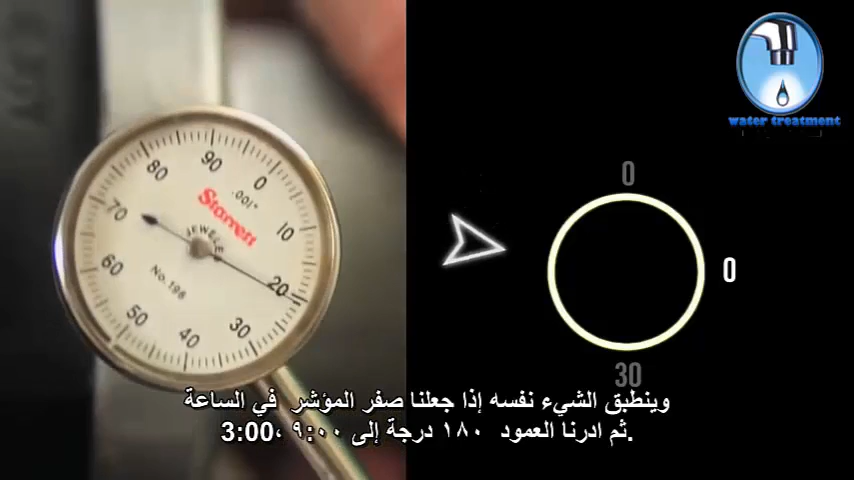 water treatment
90
80
0
.001"
70
Starrett
10
JEWELE
60
No.196
20
50
30
40
0
0
30
وينطبق الشيء نفسه إذا جعلنا صفر المؤشر في الساعة
3:00، ثم ادرنا العمود ١٨٠ درجة إلى ٩:٠٠.